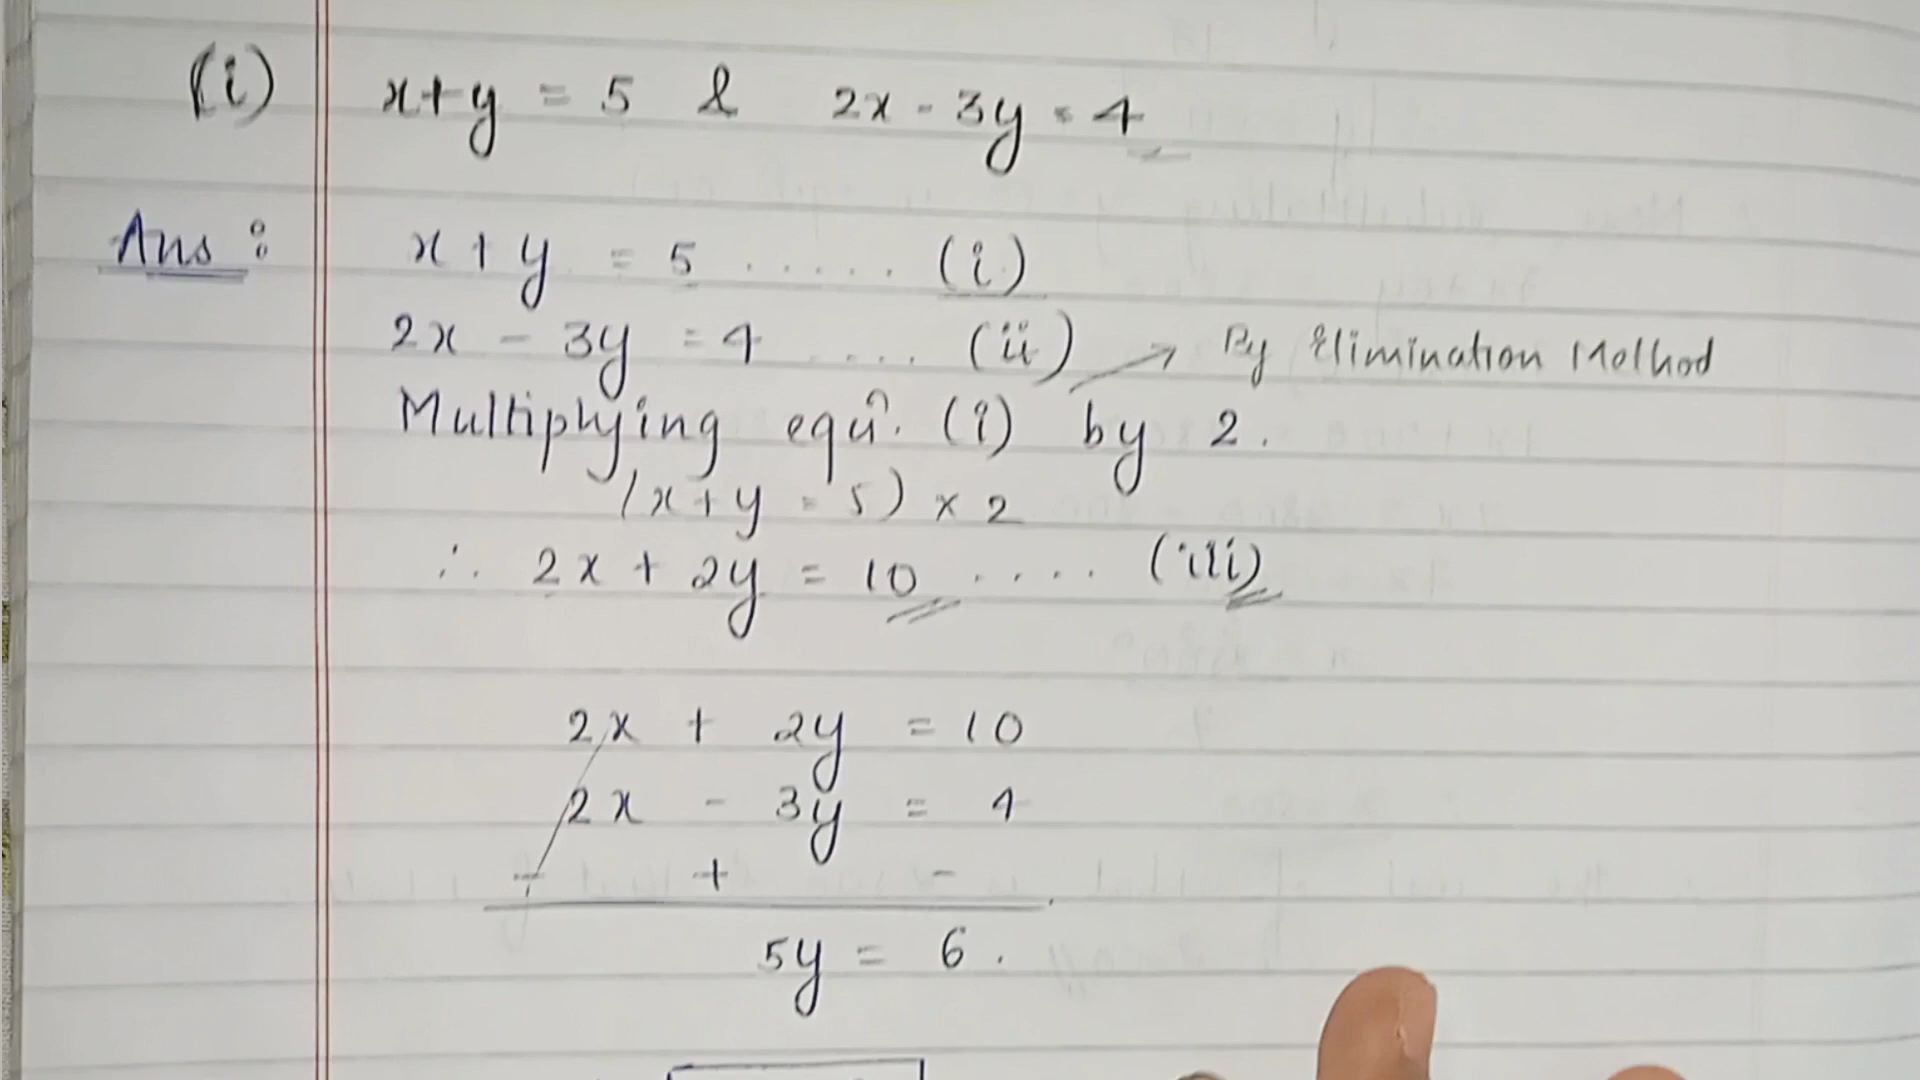 (i) x+y = 5 & 2x - 3y = 4
Ans : x + y = 5 ..... (i)
2x - 3y = 4 .... (ii) → By Elimination Method
Multiplying equⁿ. (i) by 2.
(x+y = 5) × 2
∴ 2x + 2y = 10 .... (iii)
2x + 2y = 10
2x - 3y = 4
- + -
5y = 6.